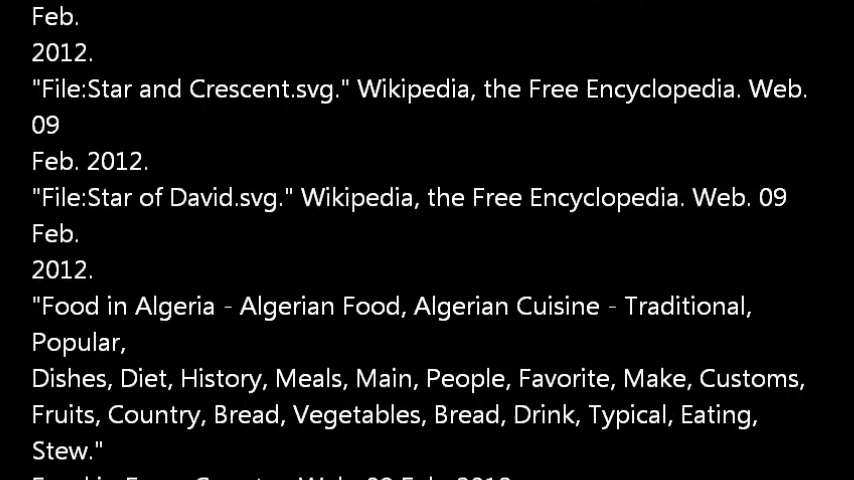 Feb.
2012.
"File:Star and Crescent.svg." Wikipedia, the Free Encyclopedia. Web.
09
Feb. 2012.
"File:Star of David.svg." Wikipedia, the Free Encyclopedia. Web. 09
Feb.
2012.
"Food in Algeria - Algerian Food, Algerian Cuisine - Traditional,
Popular,
Dishes, Diet, History, Meals, Main, People, Favorite, Make, Customs,
Fruits, Country, Bread, Vegetables, Bread, Drink, Typical, Eating,
Stew."